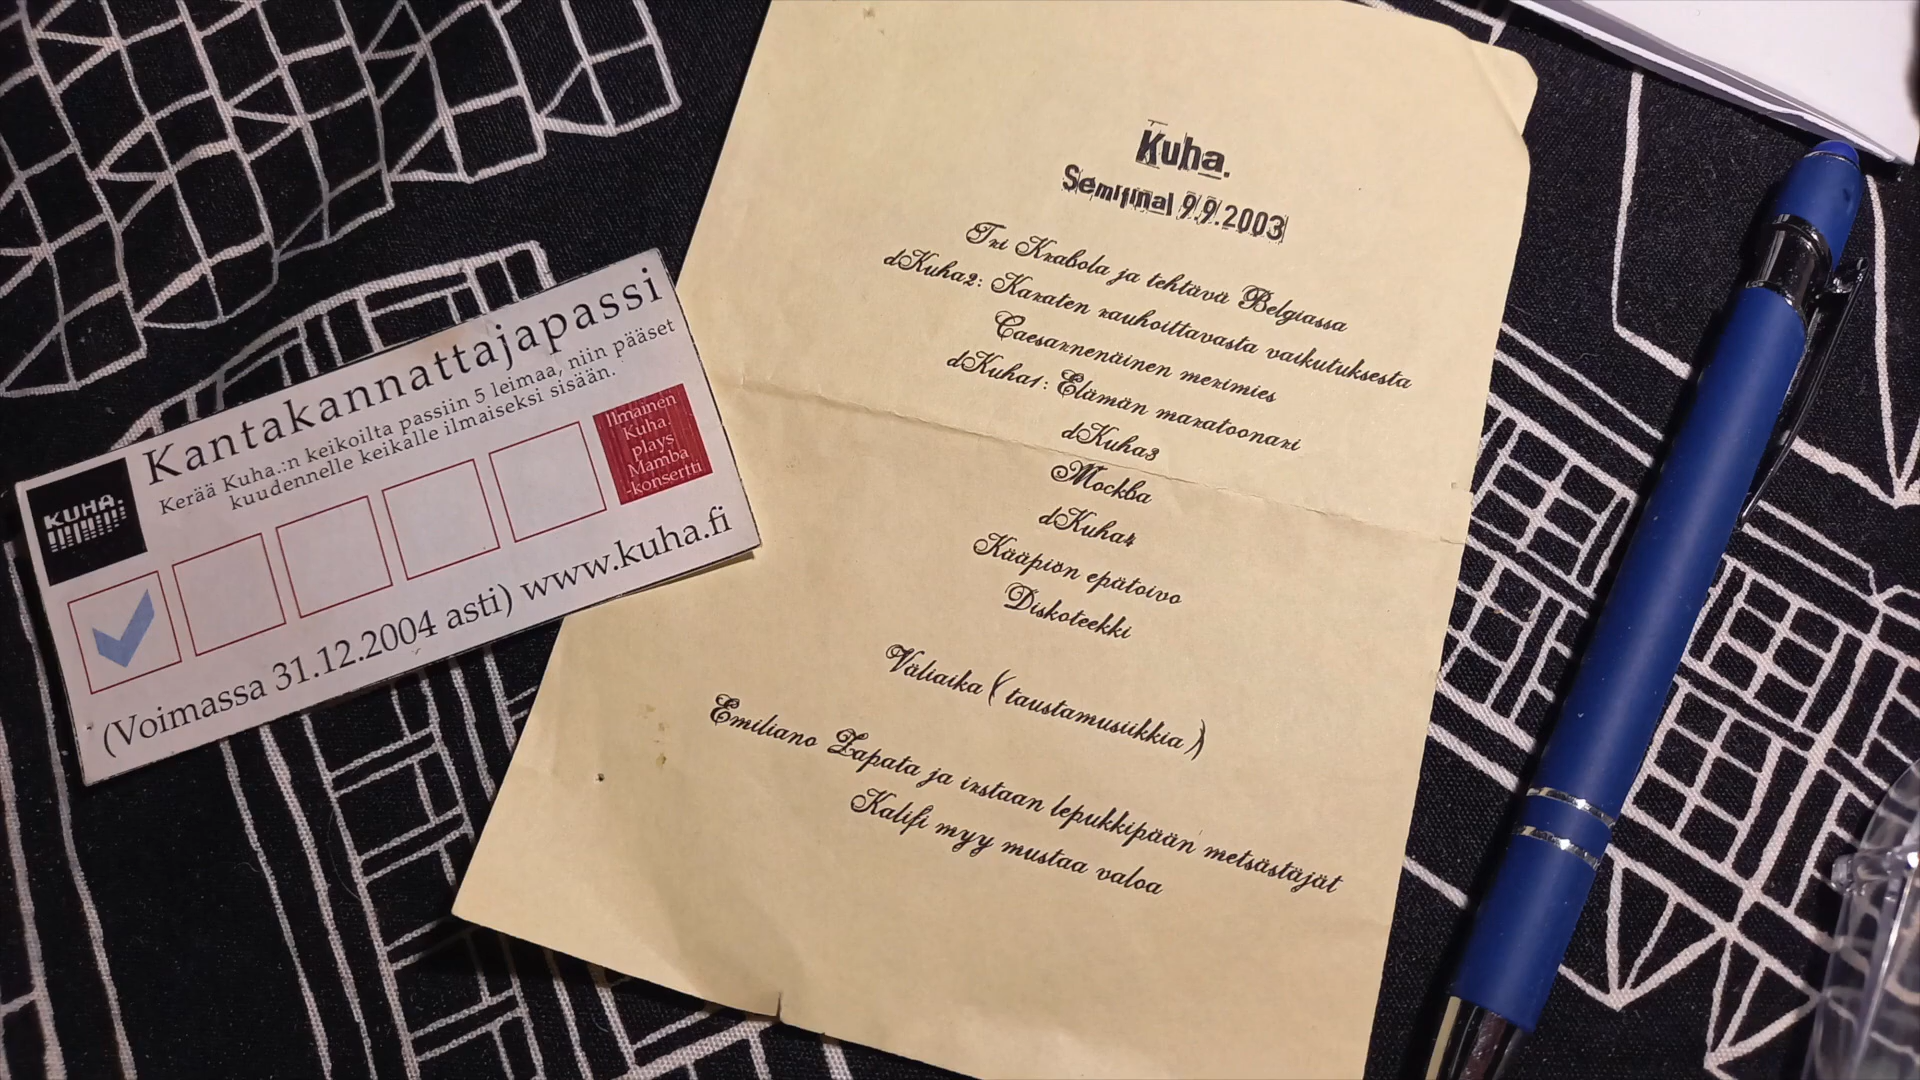 Kantakannattajapassi
Kerää Kuha.:n keikoilta passiin 5 leimaa, niin pääset
kuudennelle keikalle ilmaiseksi sisään.
KUHA.
Ilmainen
Kuha.
plays
Mamba
-konsertti
(Voimassa 31.12.2004 asti) www.kuha.fi
Kuha.
Semifinal 9.9.2003
Tri Krabola ja tehtävä Belgiassa
dKuha2: Karaten rauhoittavasta vaikutuksesta
Caesarnenäinen merimies
dKuha1: Elämän maratoonari
dKuha3
Mockba
dKuha4
Kääpiön epätoivo
Diskoteekki
Väliaika (taustamusiikkia)
Emiliano Zapata ja irstaan lepukkipään metsästäjät
Kalifi myy mustaa valoa